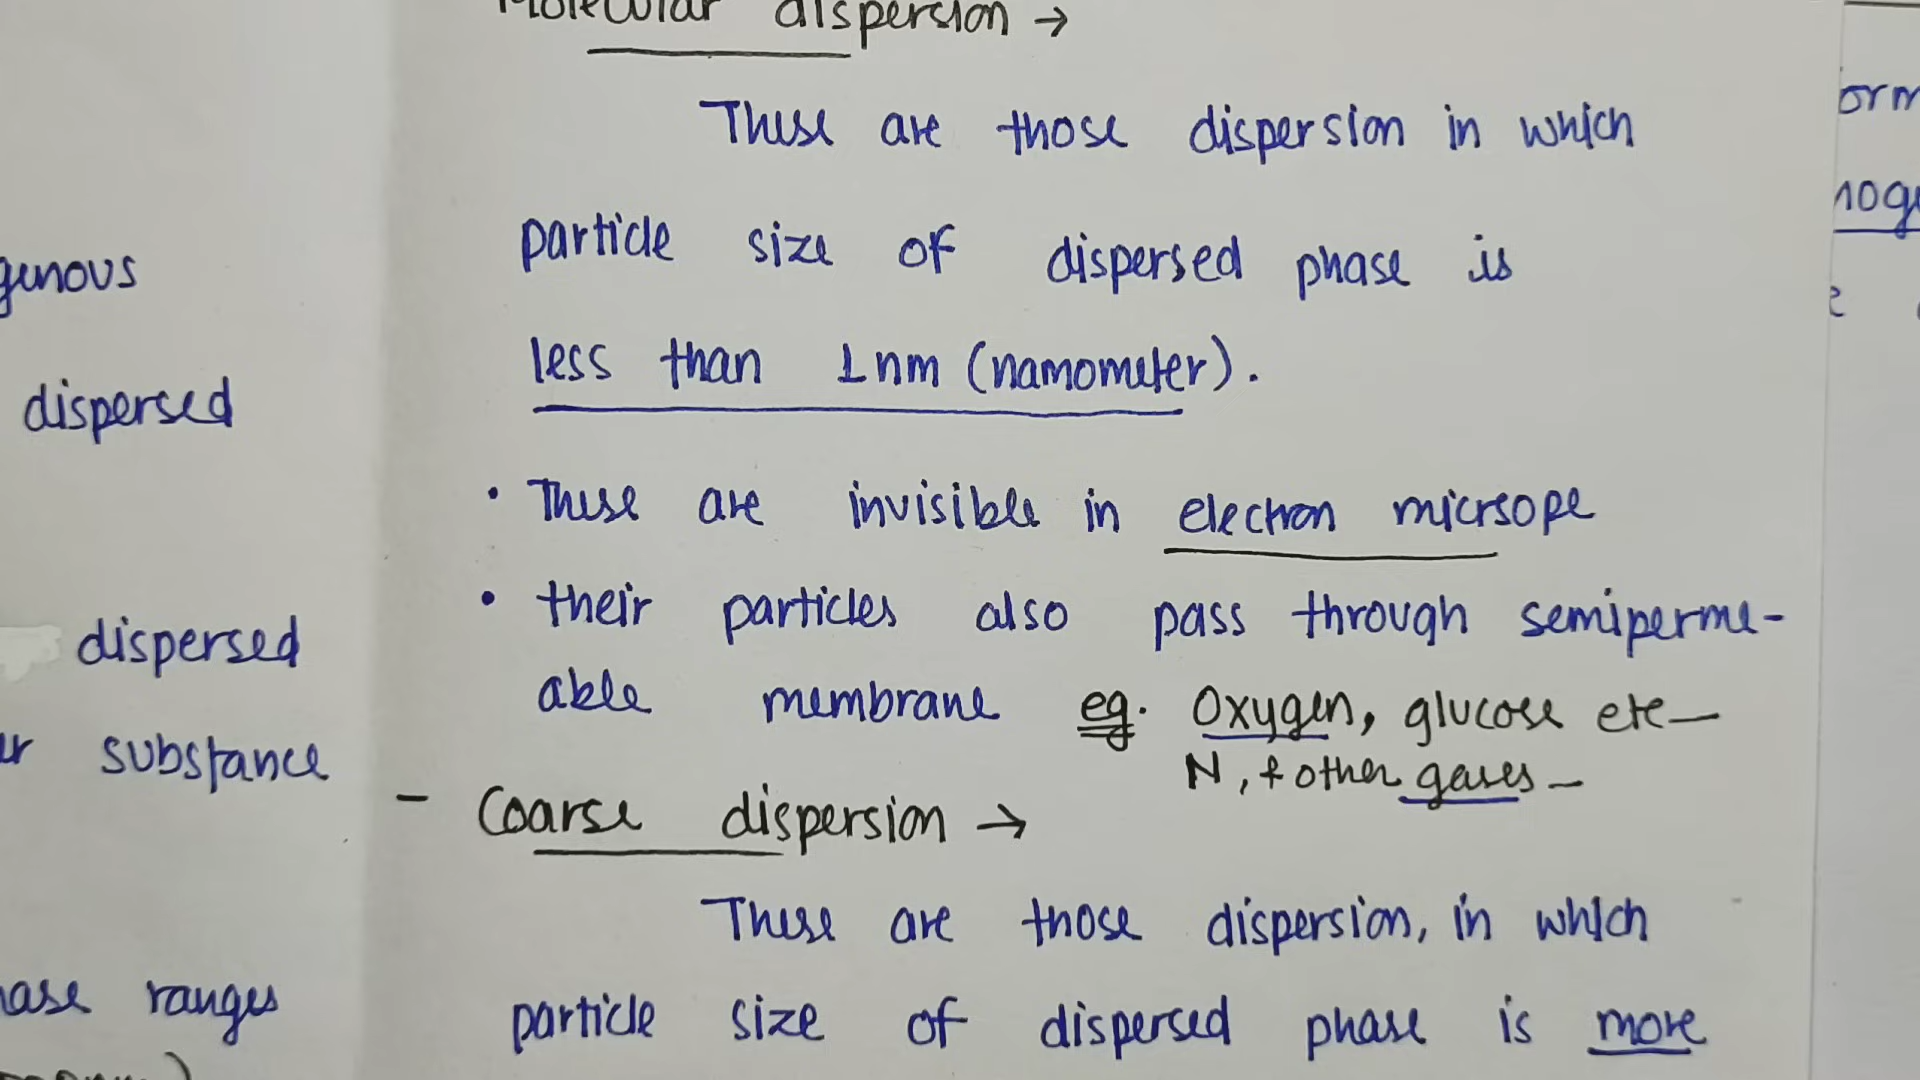 genous
dispersed
dispersed
substance
ranges
Molecular dispersion →
These are those dispersion in which
particle size of dispersed phase is
less than 1nm (namometer).
• These are invisible in electron micrsope
• their particles also pass through semiperme-
able membrane eg. Oxygen, glucose etc—
N, & other gases —
- Coarse dispersion →
These are those dispersion, in which
particle size of dispersed phase is more